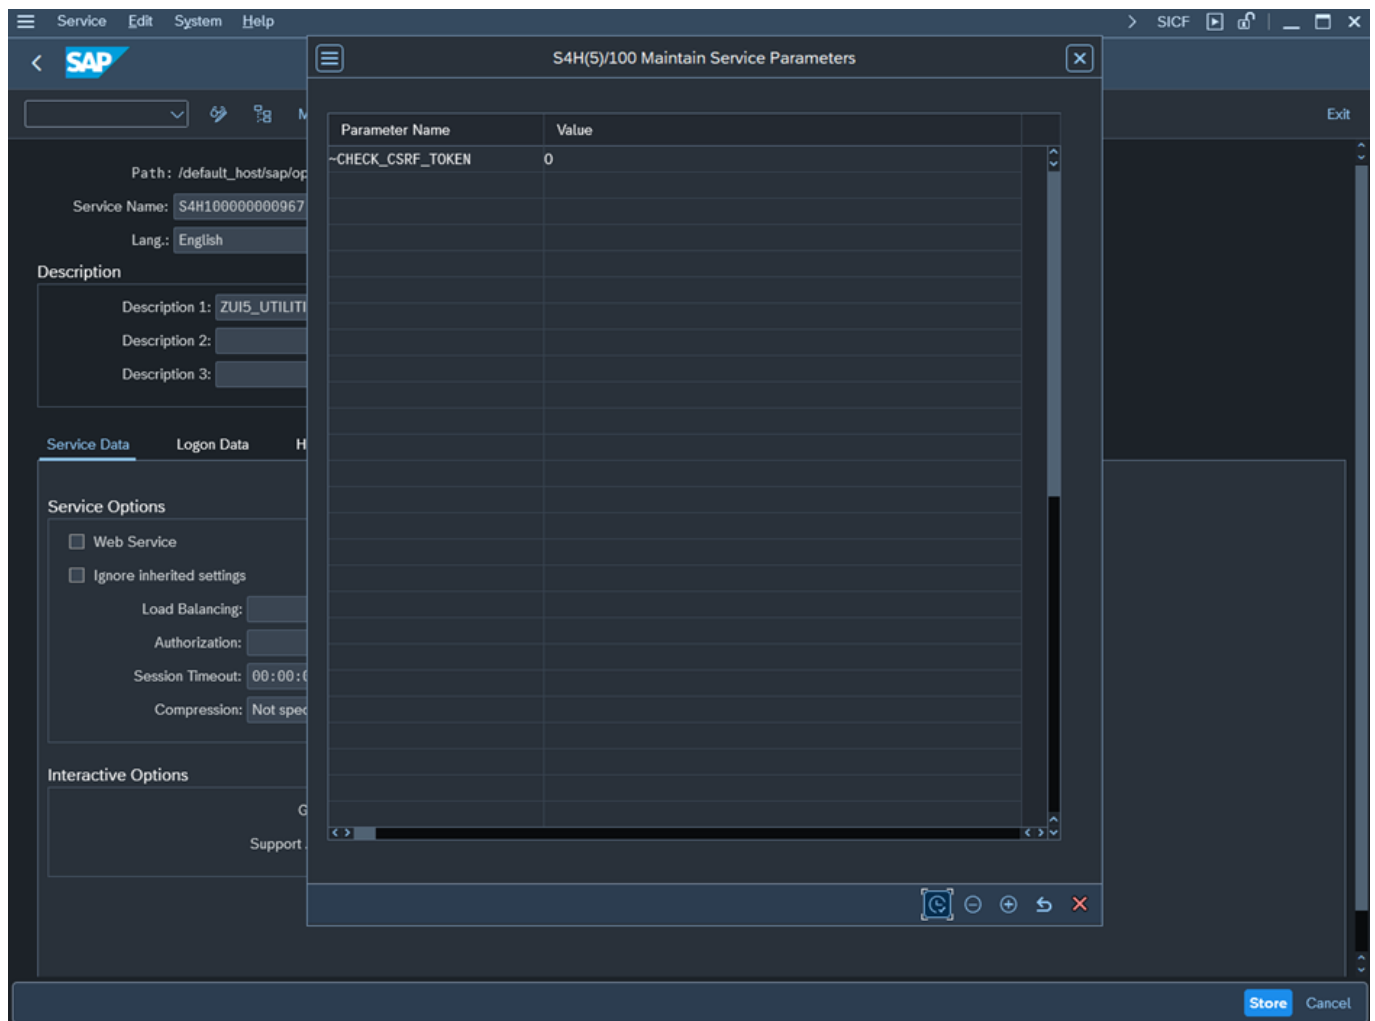 Service Edit System Help
SICF
SAP
S4H(5)/100 Maintain Service Parameters
Exit
Parameter Name Value
~CHECK_CSRF_TOKEN 0
Path: /default_host/sap/op
Service Name: S4H100000000967
Lang.: English
Description
Description 1: ZUI5_UTILITI
Description 2:
Description 3:
Service Data Logon Data H
Service Options
Web Service
Ignore inherited settings
Load Balancing:
Authorization:
Session Timeout: 00:00:0
Compression: Not spec
Interactive Options
G
Support
Store Cancel